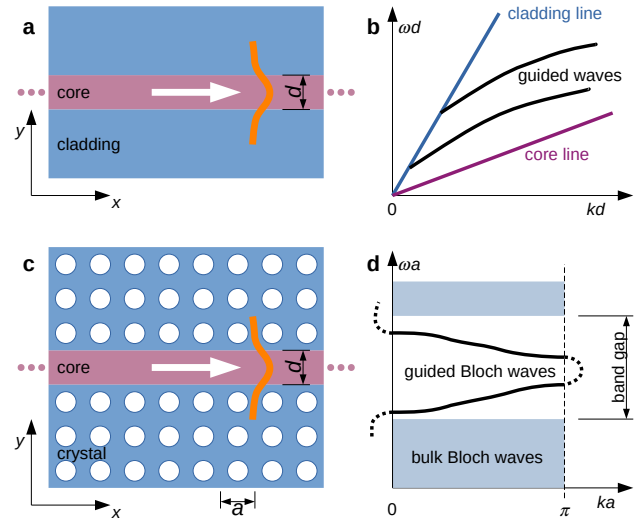 a
core
d
cladding
y
x
b
ωd
cladding line
guided waves
core line
0
kd
c
core
d
crystal
y
x
a
d
ωa
guided Bloch waves
band gap
bulk Bloch waves
0
π
ka